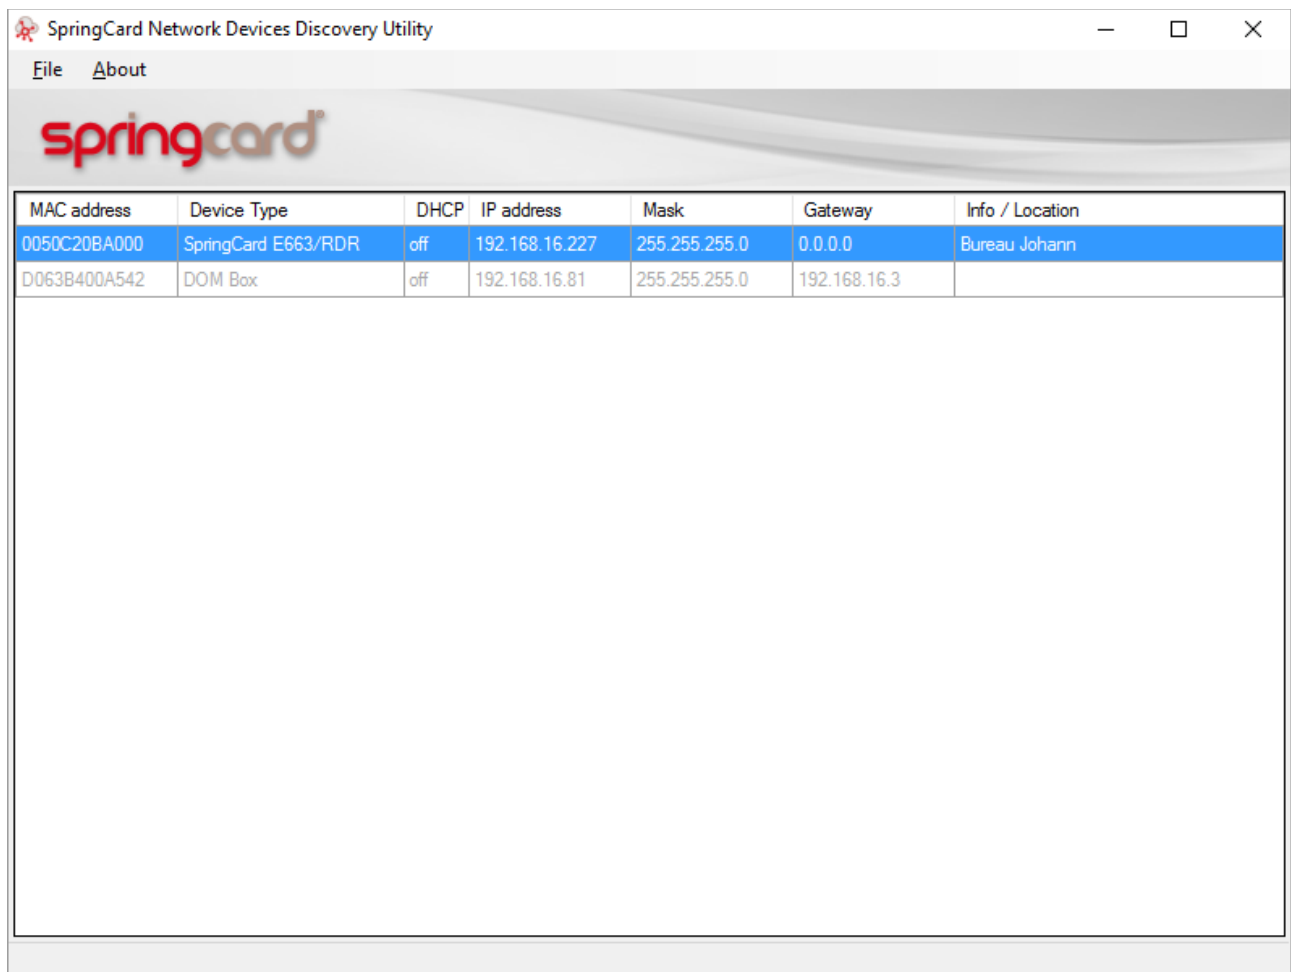 SpringCard Network Devices Discovery Utility
File About
springcard
MAC address Device Type DHCP IP address Mask Gateway Info / Location
0050C20BA000 SpringCard E663/RDR off 192.168.16.227 255.255.255.0 0.0.0.0 Bureau Johann
D063B400A542 DOM Box off 192.168.16.81 255.255.255.0 192.168.16.3